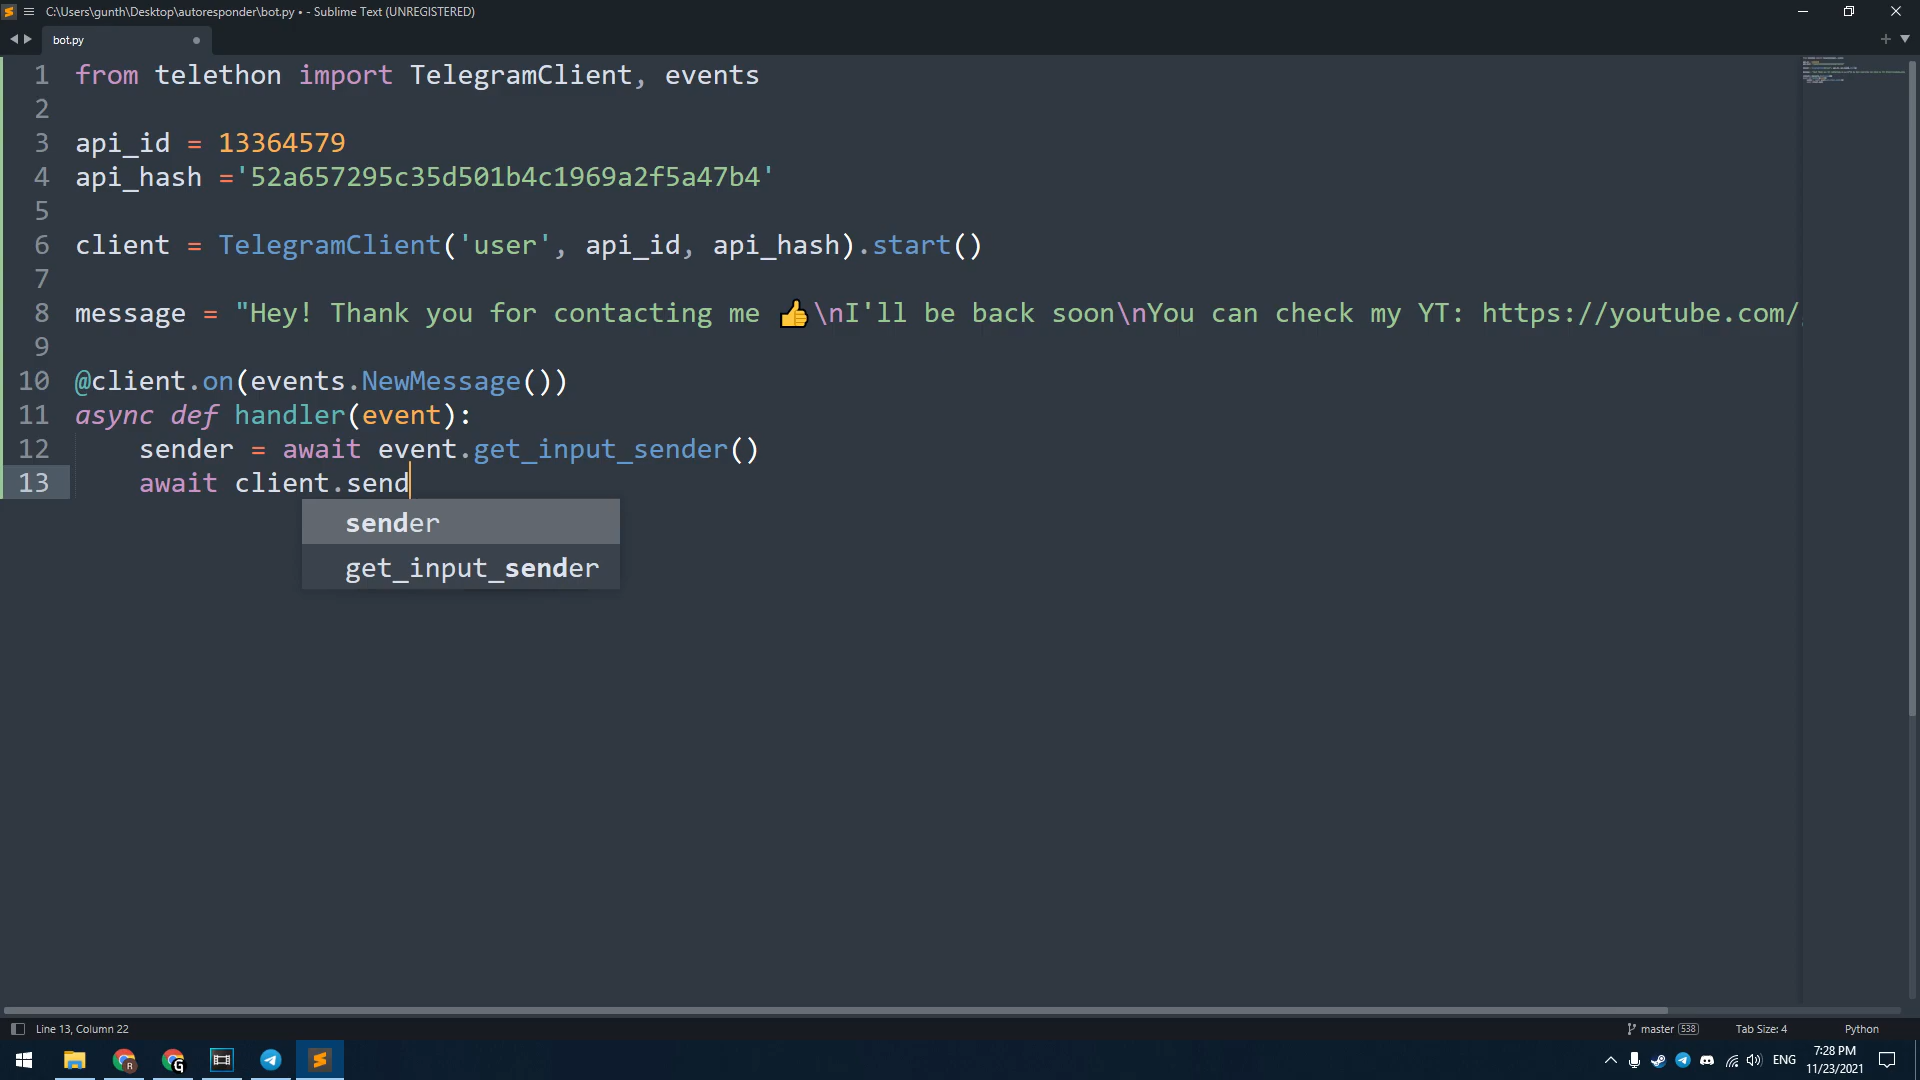 C:\Users\gunth\Desktop\autoresponder\bot.py • - Sublime Text (UNREGISTERED)
bot.py
1 from telethon import TelegramClient, events
2
3 api_id = 13364579
4 api_hash ='52a657295c35d501b4c1969a2f5a47b4'
5
6 client = TelegramClient('user', api_id, api_hash).start()
7
8 message = "Hey! Thank you for contacting me 👍\nI'll be back soon\nYou can check my YT: https://youtube.com/
9
10 @client.on(events.NewMessage())
11 async def handler(event):
12 sender = await event.get_input_sender()
13 await client.send
sender
get_input_sender
Line 13, Column 22
master 538
Tab Size: 4
Python
ENG
7:28 PM
11/23/2021